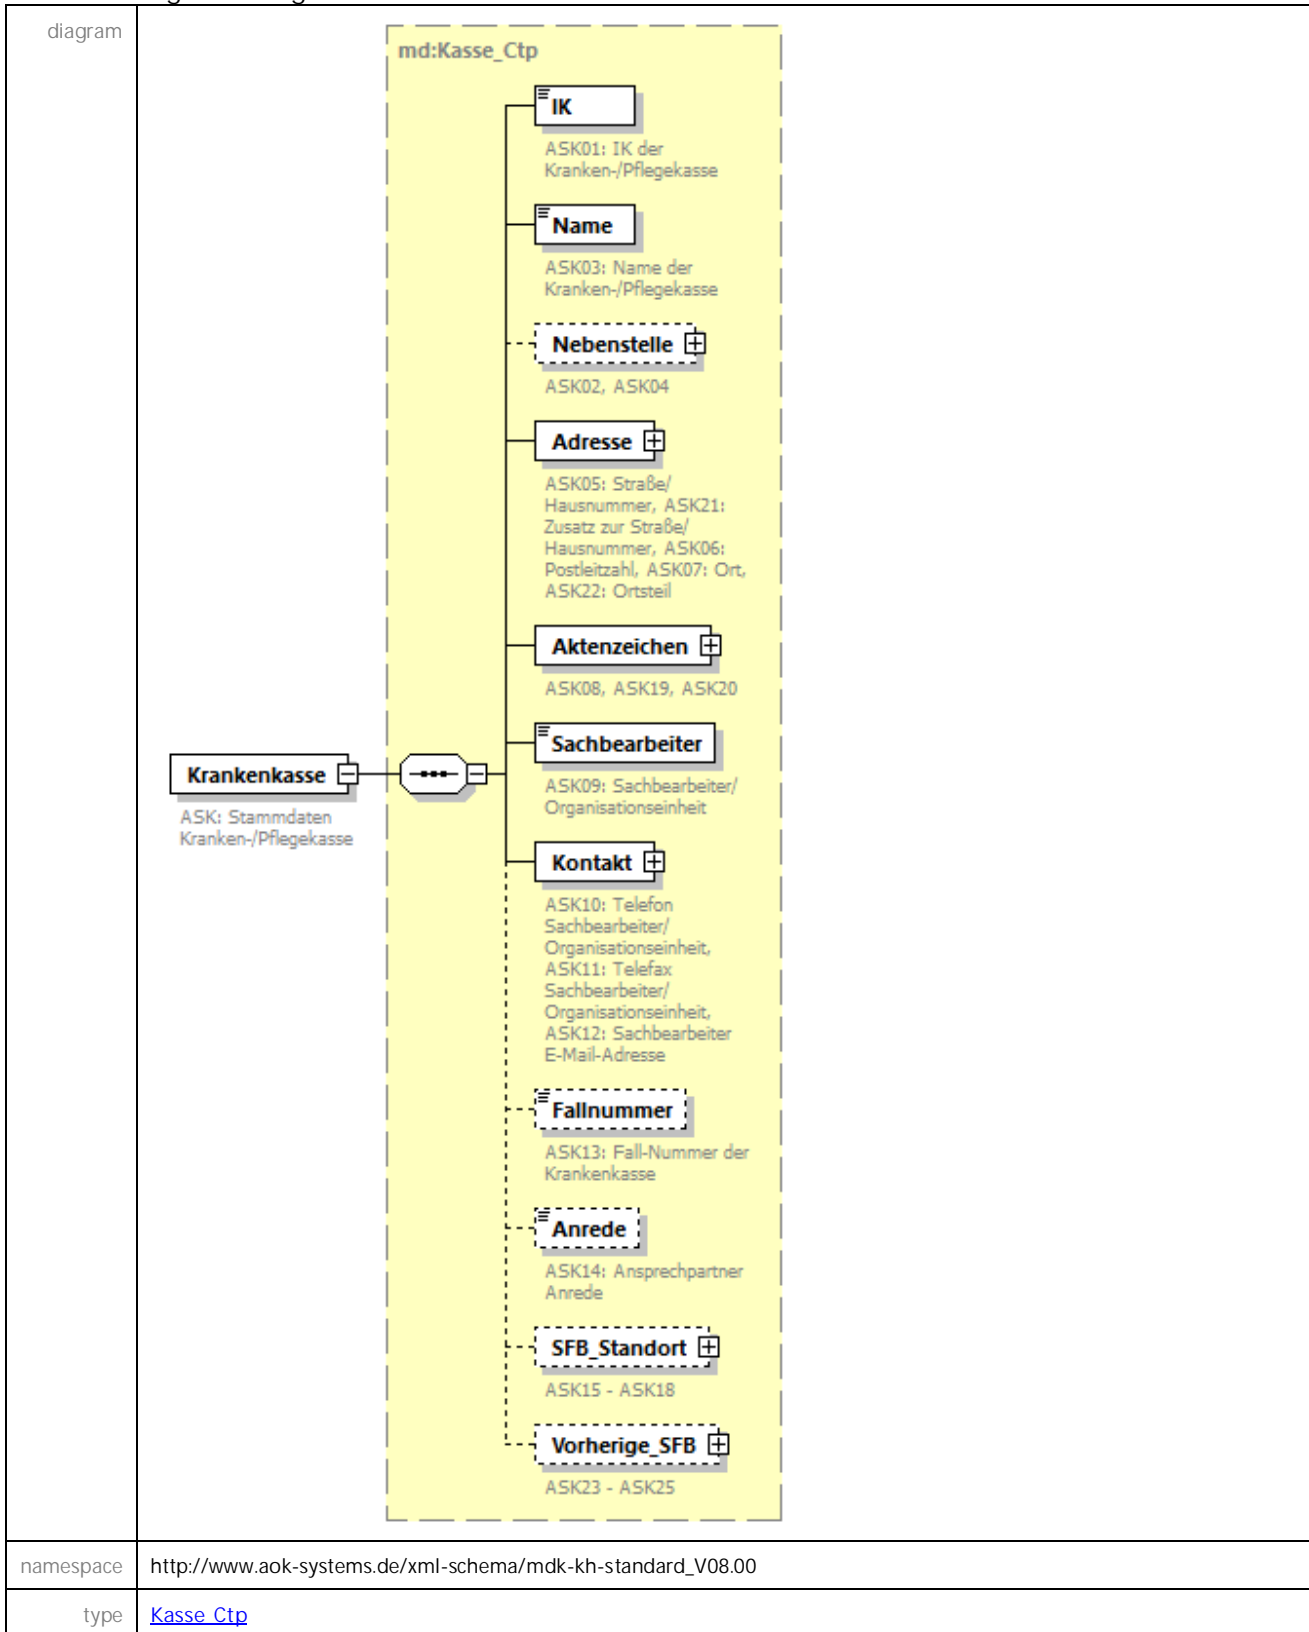 diagram
md:Kasse_Ctp
IK
ASK01: IK der
Kranken-/Pflegekasse
Name
ASK03: Name der
Kranken-/Pflegekasse
Nebenstelle
ASK02, ASK04
Adresse
ASK05: Straße/
Hausnummer, ASK21:
Zusatz zur Straße/
Hausnummer, ASK06:
Postleitzahl, ASK07: Ort,
ASK22: Ortsteil
Aktenzeichen
ASK08, ASK19, ASK20
Sachbearbeiter
ASK09: Sachbearbeiter/
Organisationseinheit
Krankenkasse
ASK: Stammdaten
Kranken-/Pflegekasse
Kontakt
ASK10: Telefon
Sachbearbeiter/
Organisationseinheit,
ASK11: Telefax
Sachbearbeiter/
Organisationseinheit,
ASK12: Sachbearbeiter
E-Mail-Adresse
Fallnummer
ASK13: Fall-Nummer der
Krankenkasse
Anrede
ASK14: Ansprechpartner
Anrede
SFB_Standort
ASK15 - ASK18
Vorherige_SFB
ASK23 - ASK25
namespace http://www.aok-systems.de/xml-schema/mdk-kh-standard_V08.00
type Kasse_Ctp